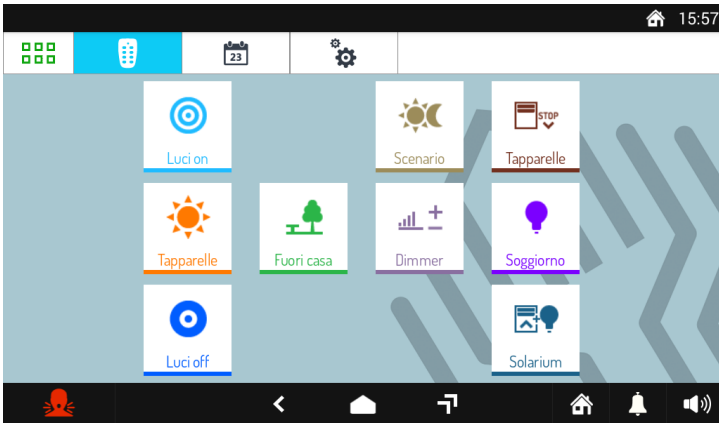 15:57
23
Luci on
Scenario
STOP
Tapparelle
Tapparelle
Fuori casa
Dimmer
Soggiorno
Luci off
Solarium